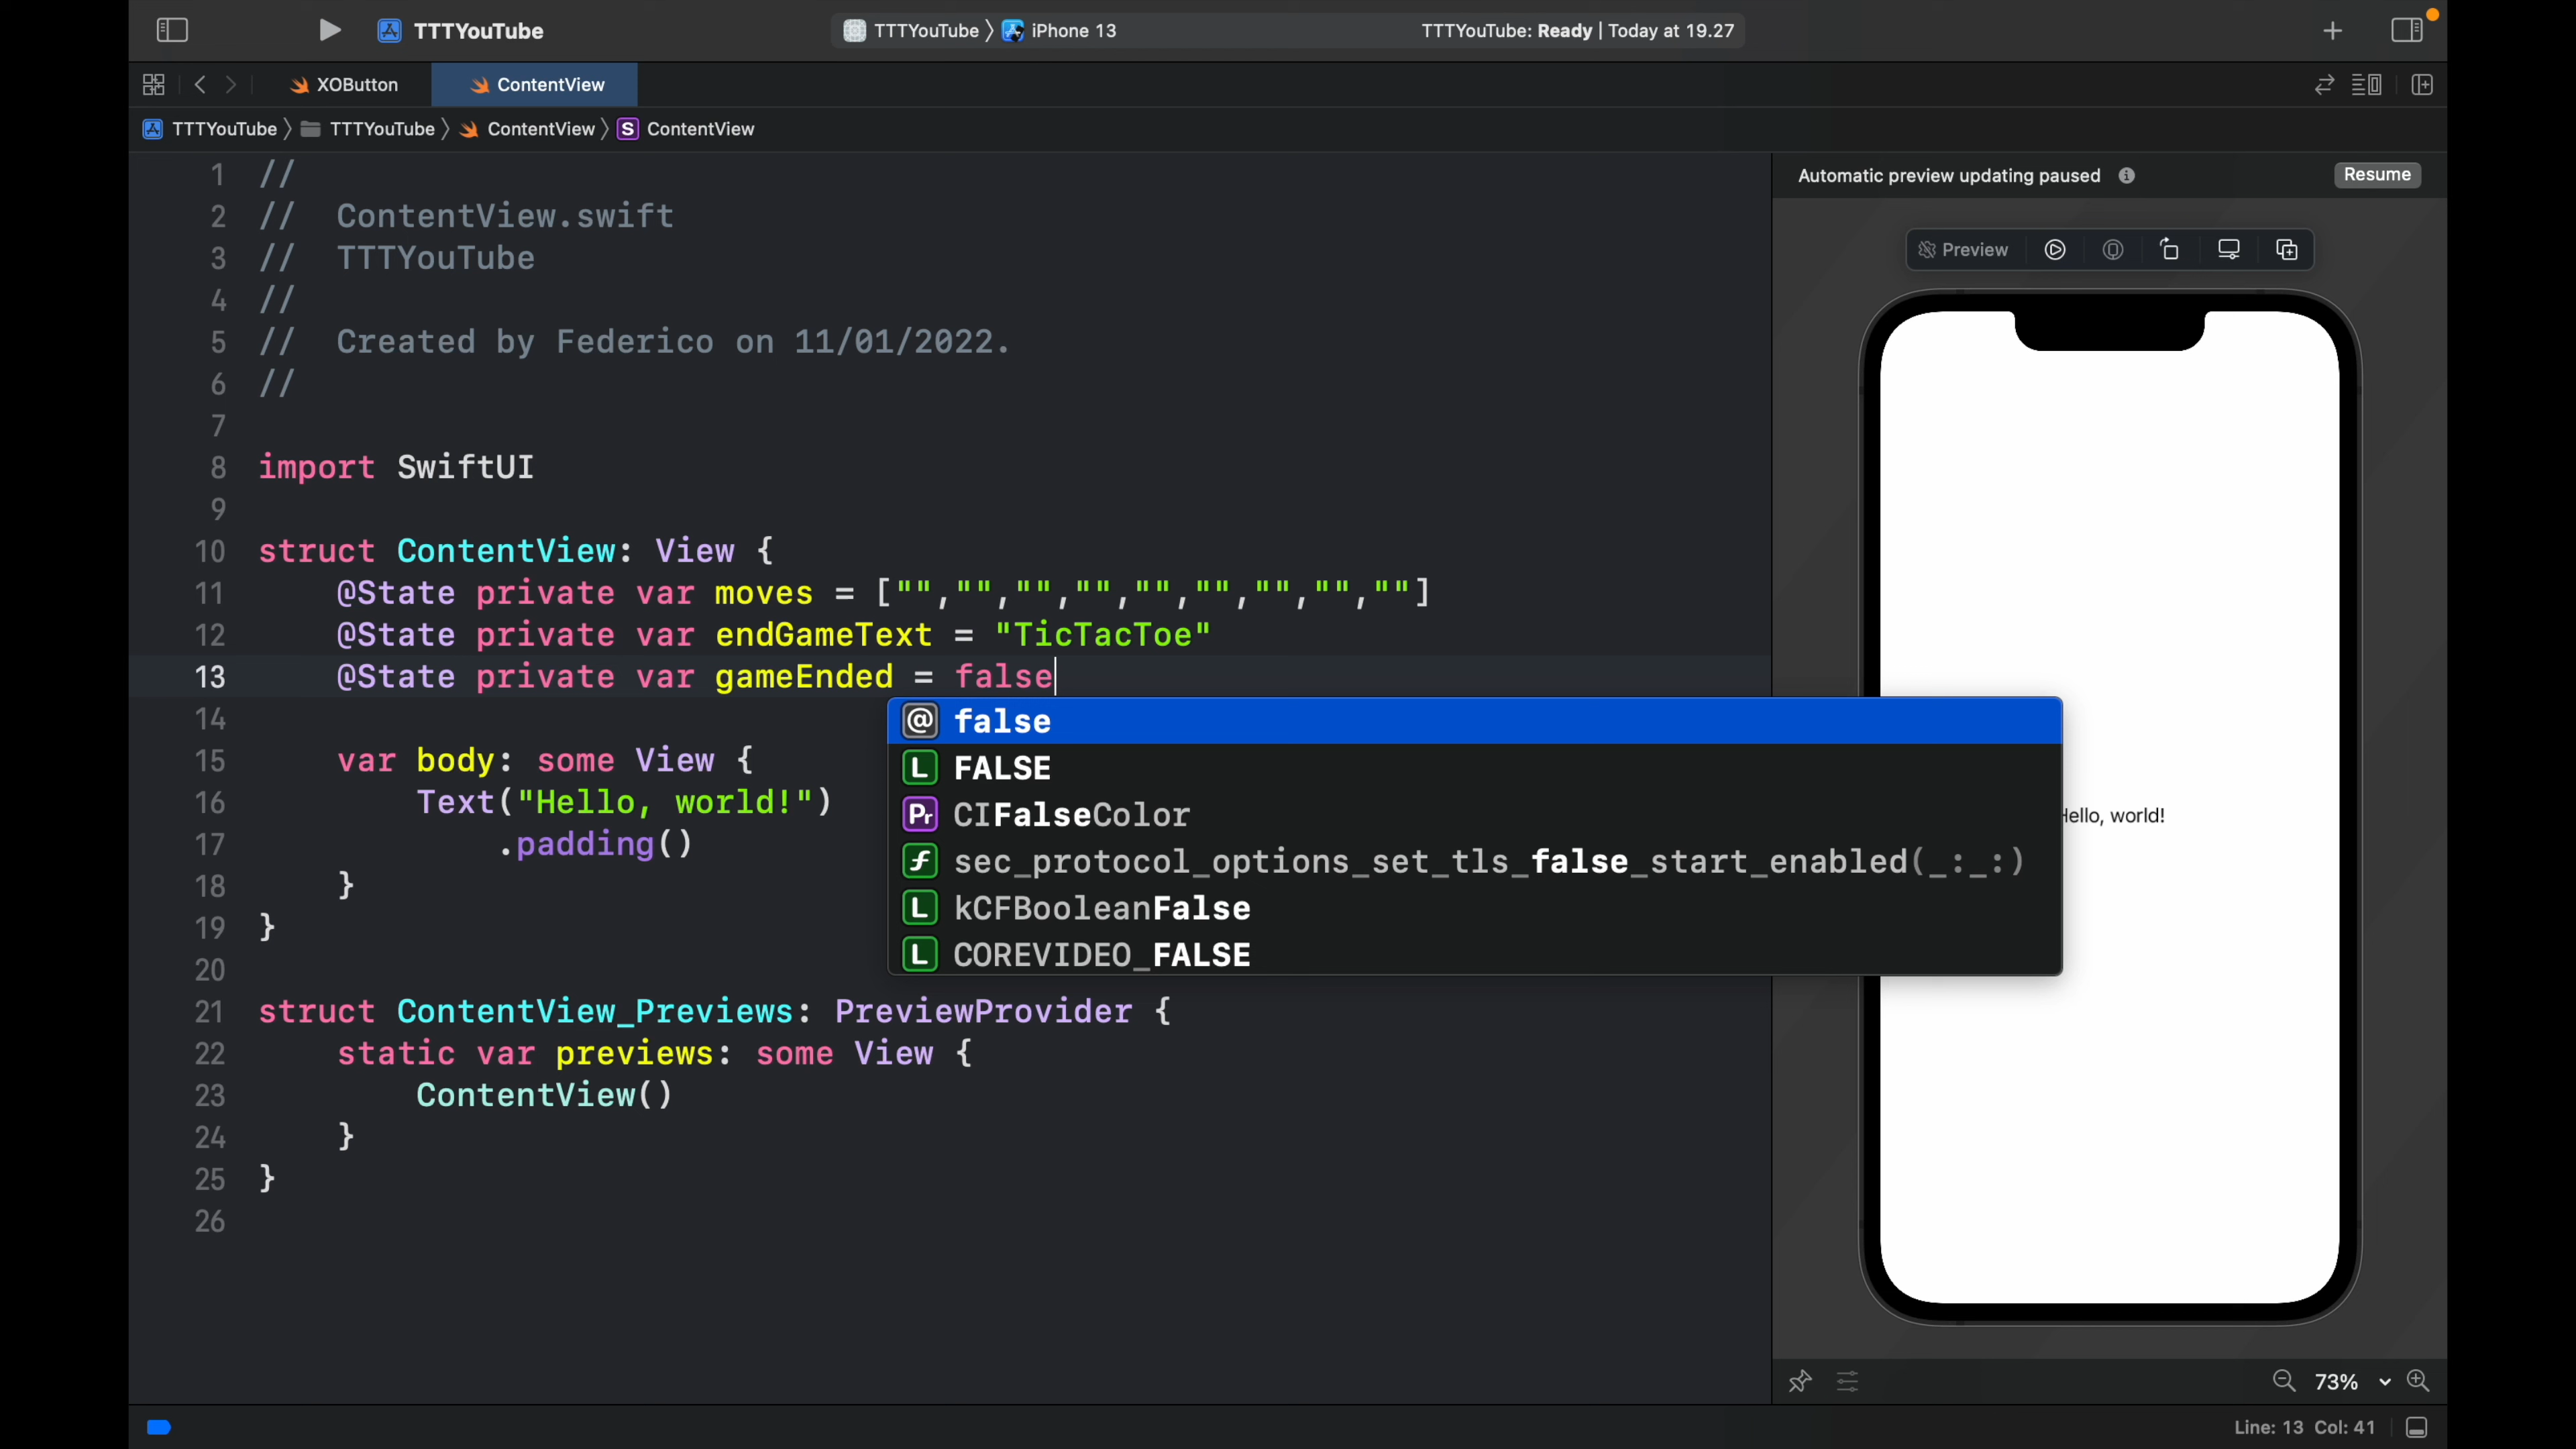 TTTYouTube
TTTYouTube 〉 iPhone 13
TTTYouTube: Ready | Today at 19.27
XOButton
ContentView
TTTYouTube 〉 TTTYouTube 〉 ContentView 〉 S ContentView
1 //
2 //  ContentView.swift
3 //  TTTYouTube
4 //
5 //  Created by Federico on 11/01/2022.
6 //
7
8 import SwiftUI
9
10 struct ContentView: View {
11     @State private var moves = ["","","","","","","","",""]
12     @State private var endGameText = "TicTacToe"
13     @State private var gameEnded = false
14
15     var body: some View {
16         Text("Hello, world!")
17             .padding()
18     }
19 }
20
21 struct ContentView_Previews: PreviewProvider {
22     static var previews: some View {
23         ContentView()
24     }
25 }
26
@ false
L FALSE
Pr CIFalseColor
f sec_protocol_options_set_tls_false_start_enabled(_:_:)
L kCFBooleanFalse
L COREVIDEO_FALSE
Automatic preview updating paused
Resume
Preview
Hello, world!
73%
Line: 13 Col: 41